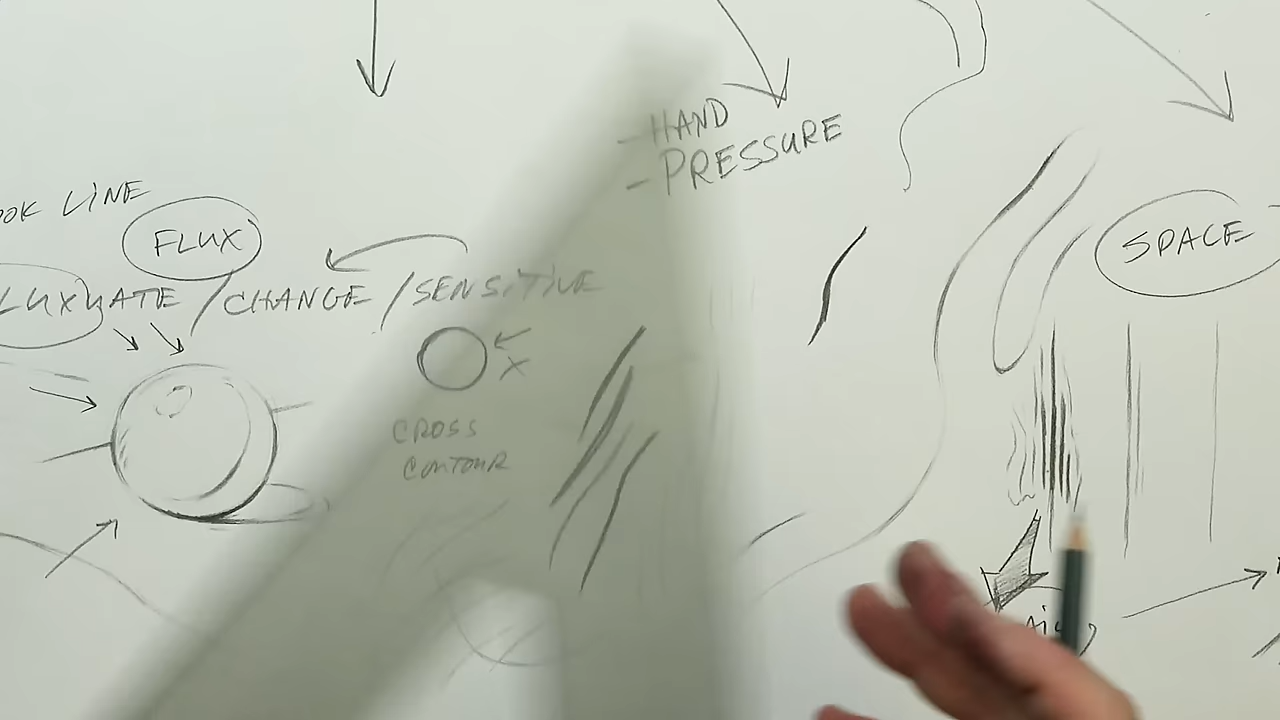 - HAND
- PRESSURE
LINE
FLUX
/CHANGE /SENSITIVE
SPACE
X
CROSS
CONTOUR